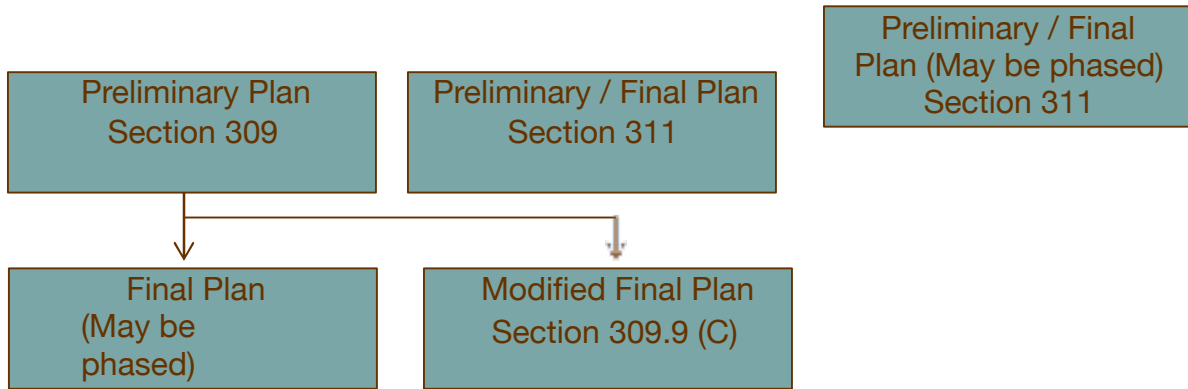 Preliminary Plan
Section 309
Preliminary / Final Plan
Section 311
Preliminary / Final
Plan (May be phased)
Section 311
Final Plan
(May be
phased)
Modified Final Plan
Section 309.9 (C)